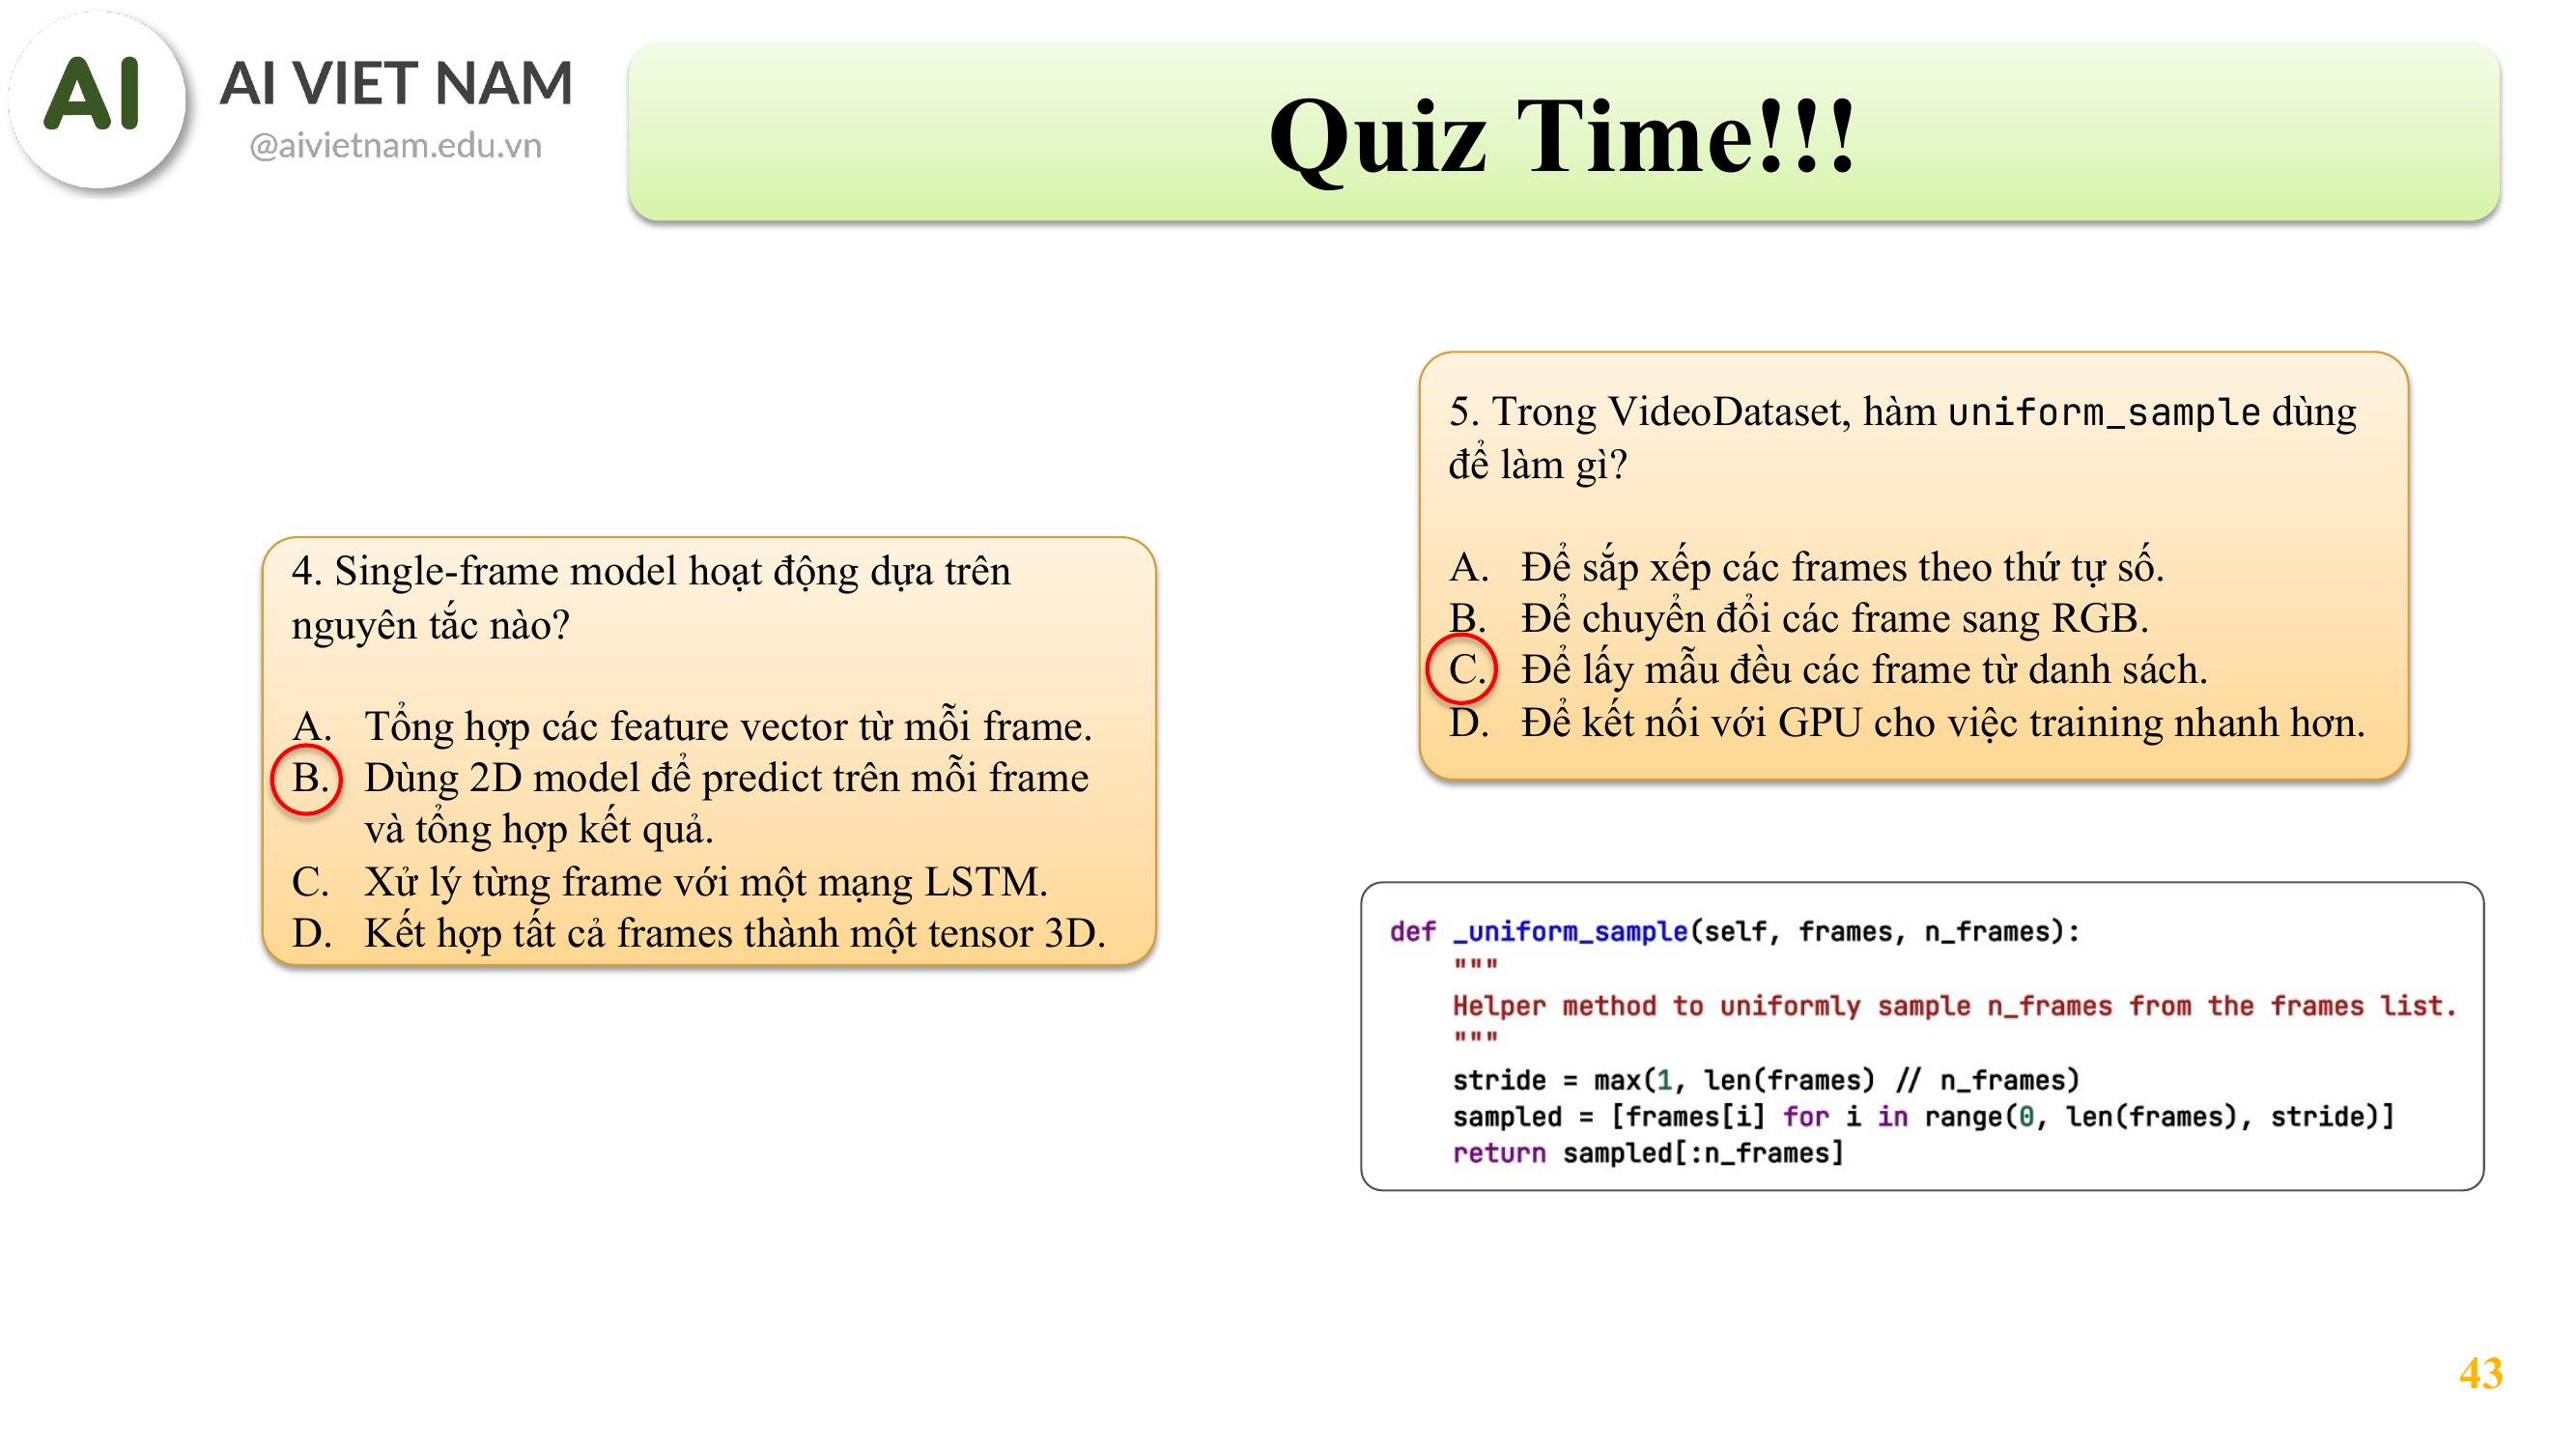 AI
AI VIET NAM
@aivietnam.edu.vn
Quiz Time!!!
4. Single-frame model hoạt động dựa trên
nguyên tắc nào?
A. Tổng hợp các feature vector từ mỗi frame.
B. Dùng 2D model để predict trên mỗi frame
và tổng hợp kết quả.
C. Xử lý từng frame với một mạng LSTM.
D. Kết hợp tất cả frames thành một tensor 3D.
5. Trong VideoDataset, hàm uniform_sample dùng
để làm gì?
A. Để sắp xếp các frames theo thứ tự số.
B. Để chuyển đổi các frame sang RGB.
C. Để lấy mẫu đều các frame từ danh sách.
D. Để kết nối với GPU cho việc training nhanh hơn.
def _uniform_sample(self, frames, n_frames):
"""
Helper method to uniformly sample n_frames from the frames list.
"""
stride = max(1, len(frames) // n_frames)
sampled = [frames[i] for i in range(0, len(frames), stride)]
return sampled[:n_frames]
43